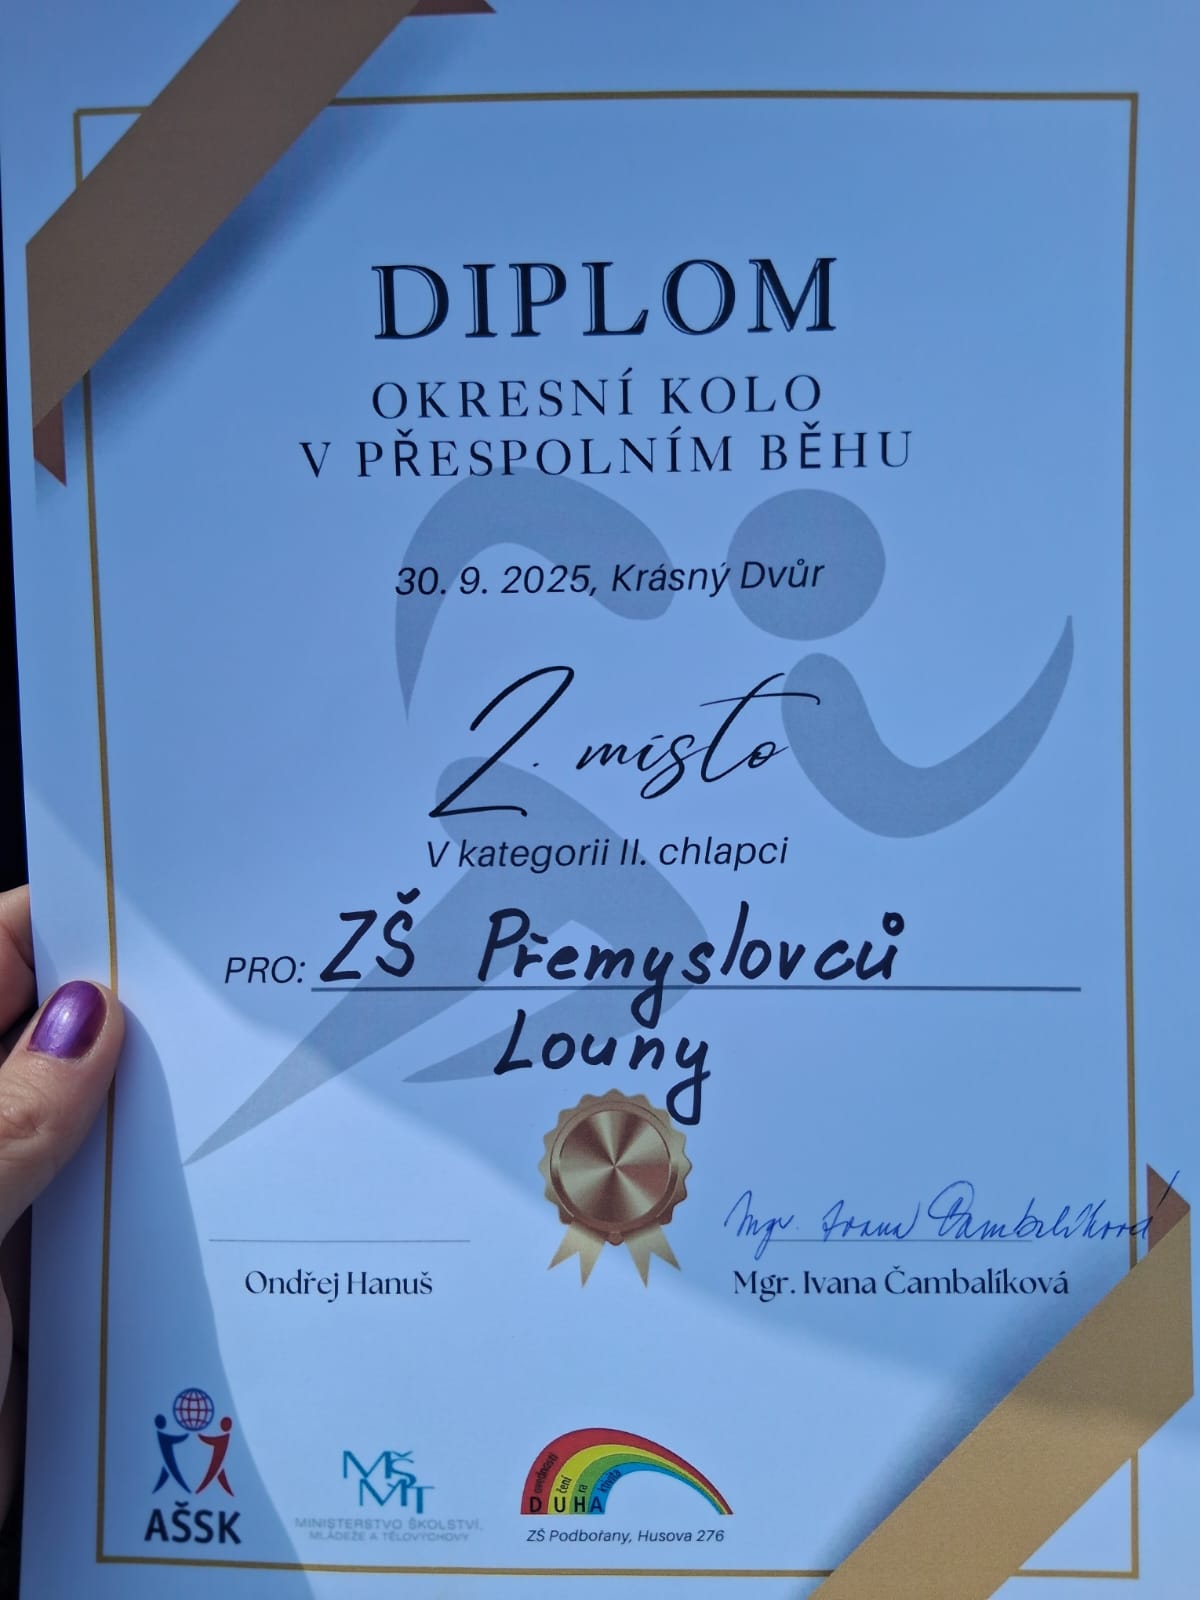 DIPLOM
OKRESNÍ KOLO
V PŘESPOLNÍM BĚHU
30. 9. 2025, Krásný Dvůr
2. místo
V kategorii II. chlapci
PRO: ZŠ Přemyslovců
Louny
Mgr. Ivana Čambalíková
Ondřej Hanuš
Mgr. Ivana Čambalíková
AŠSK
MŠMT
MINISTERSTVO ŠKOLSTVÍ,
MLÁDEŽE A TĚLOVÝCHOVY
DUHA
ZŠ Podbořany, Husova 276